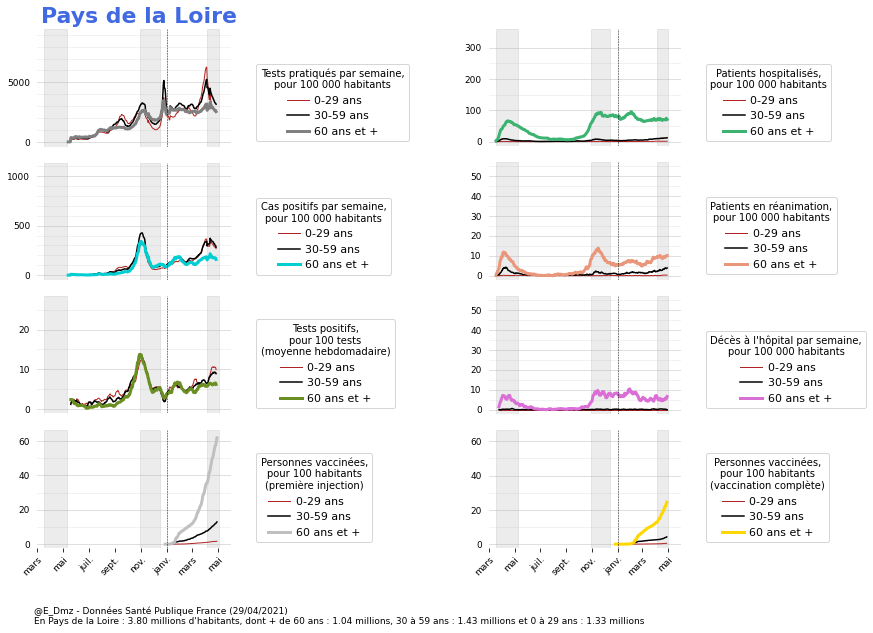 Pays de la Loire
5000
0
Tests pratiqués par semaine,
pour 100 000 habitants
0-29 ans
30-59 ans
60 ans et +
300
200
100
0
Patients hospitalisés,
pour 100 000 habitants
0-29 ans
30-59 ans
60 ans et +
1000
500
0
Cas positifs par semaine,
pour 100 000 habitants
0-29 ans
30-59 ans
60 ans et +
50
40
30
20
10
0
Patients en réanimation,
pour 100 000 habitants
0-29 ans
30-59 ans
60 ans et +
20
10
0
Tests positifs,
pour 100 tests
(moyenne hebdomadaire)
0-29 ans
30-59 ans
60 ans et +
50
40
30
20
10
0
Décès à l'hôpital par semaine,
pour 100 000 habitants
0-29 ans
30-59 ans
60 ans et +
60
40
20
0
mars mai juil. sept. nov. janv. mars mai
Personnes vaccinées,
pour 100 habitants
(première injection)
0-29 ans
30-59 ans
60 ans et +
60
40
20
0
mars mai juil. sept. nov. janv. mars mai
Personnes vaccinées,
pour 100 habitants
(vaccination complète)
0-29 ans
30-59 ans
60 ans et +
@E_Dmz - Données Santé Publique France (29/04/2021)
En Pays de la Loire : 3.80 millions d'habitants, dont + de 60 ans : 1.04 millions, 30 à 59 ans : 1.43 millions et 0 à 29 ans : 1.33 millions